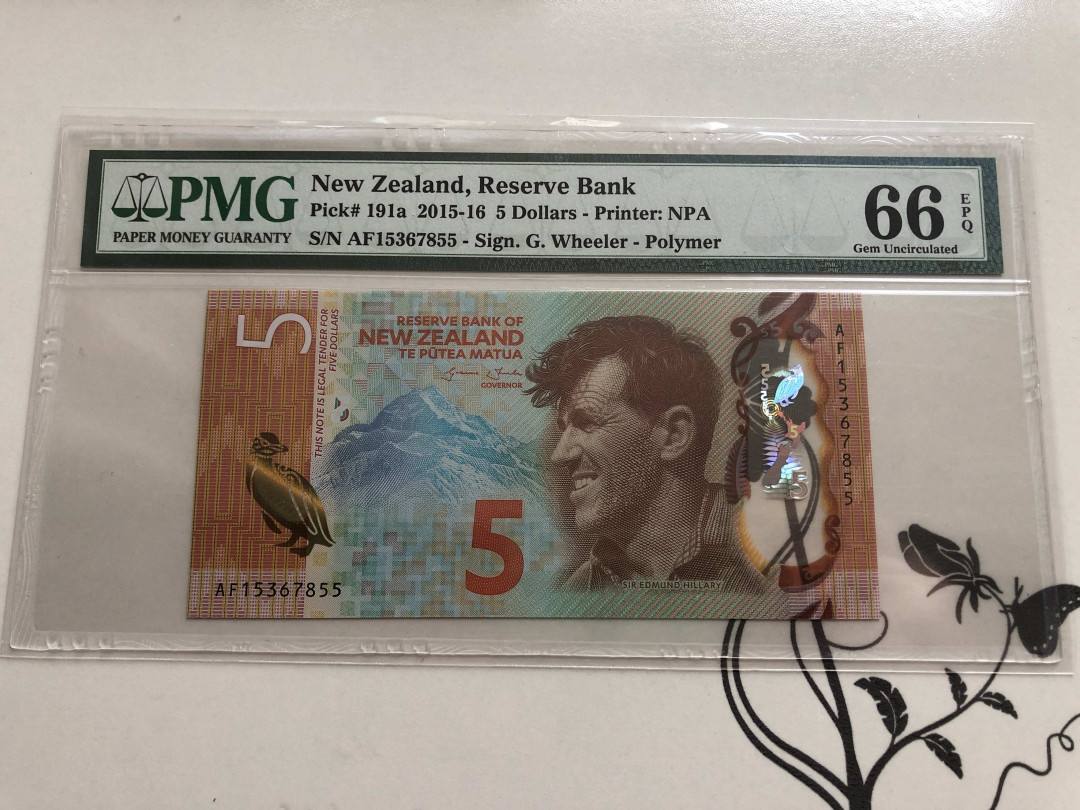 PMG
PAPER MONEY GUARANTY
New Zealand, Reserve Bank
Pick# 191a 2015-16 5 Dollars - Printer: NPA
S/N AF15367855 - Sign. G. Wheeler - Polymer
66
EPQ
Gem Uncirculated
5
THIS NOTE IS LEGAL TENDER FOR
FIVE DOLLARS
RESERVE BANK OF
NEW ZEALAND
TE PŪTEA MATUA
GOVERNOR
5
SIR EDMUND HILLARY
AF15367855
AF15367855
5
5